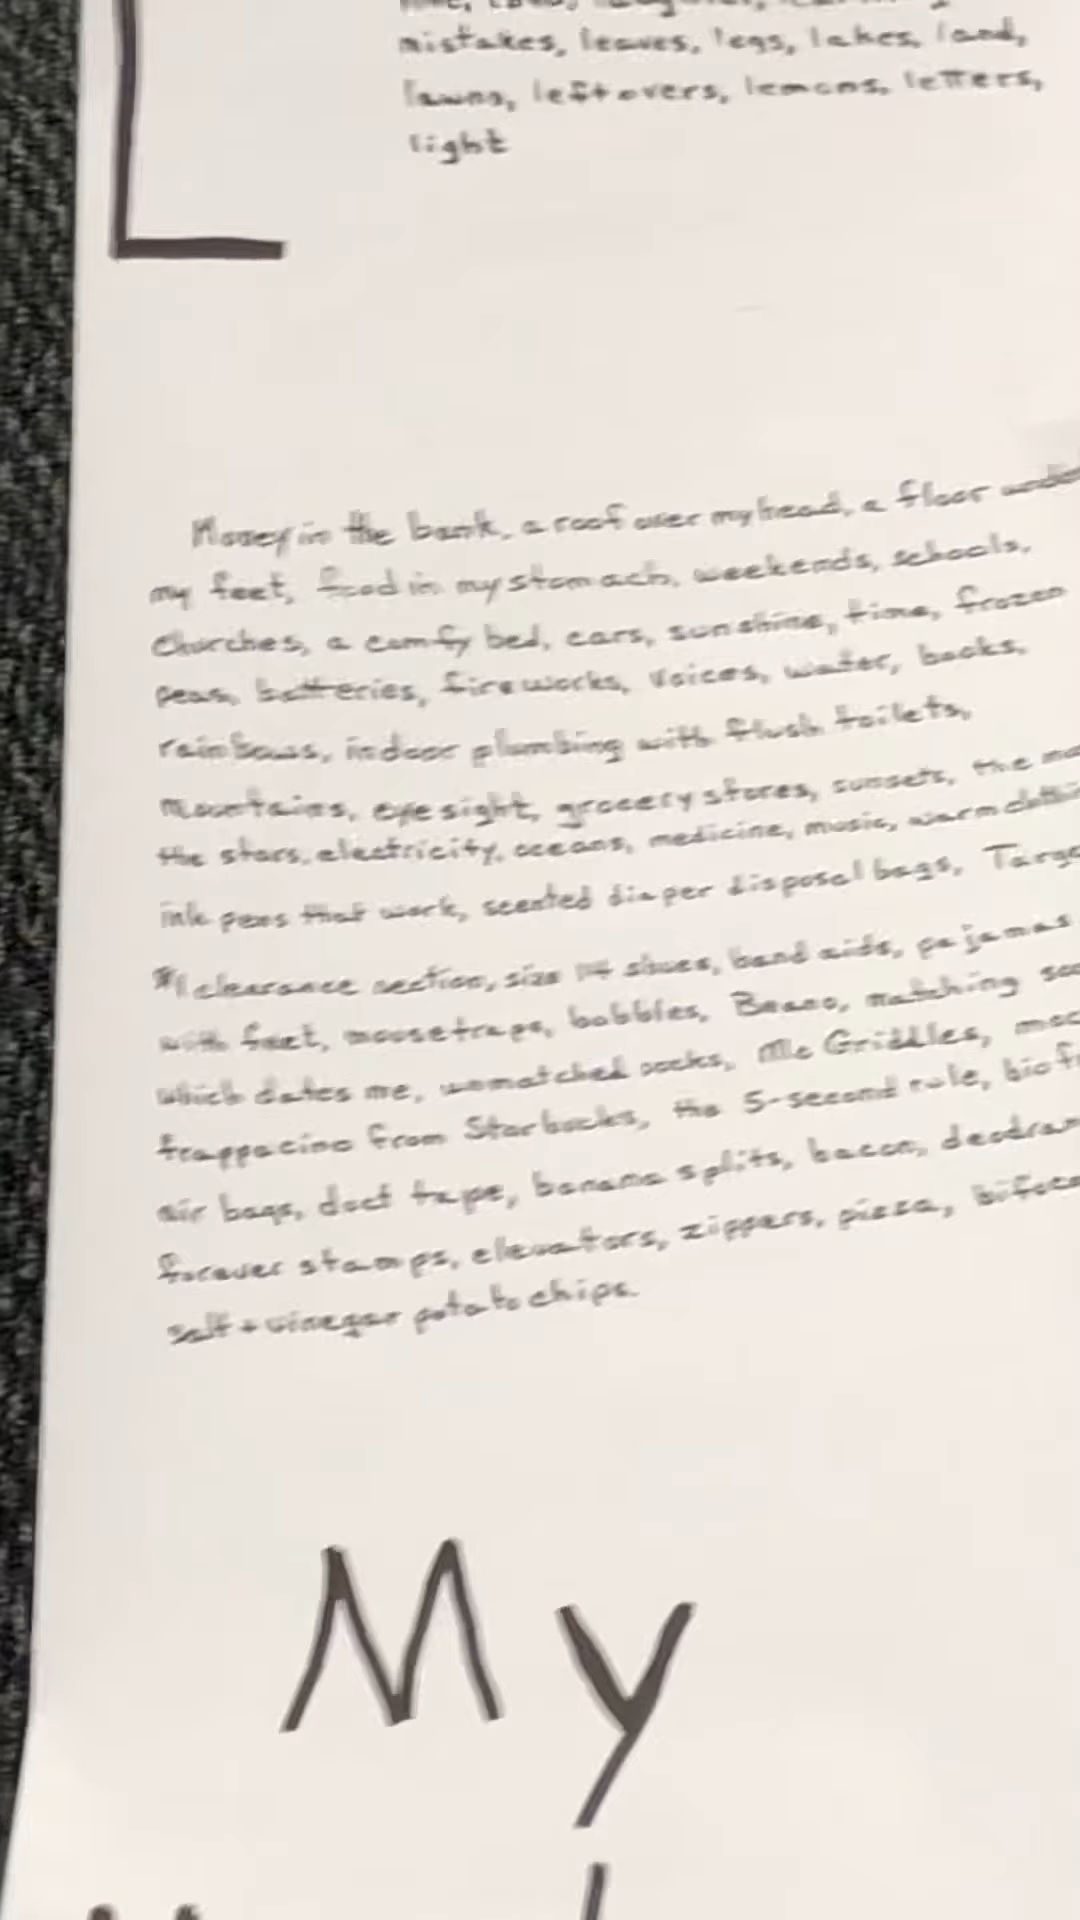 mistakes, leaves, legs, lakes, land,
lawns, leftovers, lemons, letters,
light
L
Money in the bank, a roof over my head, a floor under
my feet, food in my stomach, weekends, schools,
churches, a comfy bed, cars, sunshine, time, frozen
peas, batteries, fireworks, voices, water, books,
rainbows, indoor plumbing with flush toilets,
mountains, eyesight, grocery stores, sunsets, the
the stars, electricity, oceans, medicine, music, warm
ink pens that work, scented diaper disposal bags,
clearance section, size 14 shoes, band aids, pajamas
with feet, mousetraps, bobbles, Beano, matching
which dates me, unmatched socks, Mc Griddles,
frappacino from Starbucks, the 5-second rule,
air bags, duct tape, banana splits, bacon,
forever stamps, elevators, zippers, pizza,
salt + vinegar potato chips.
My